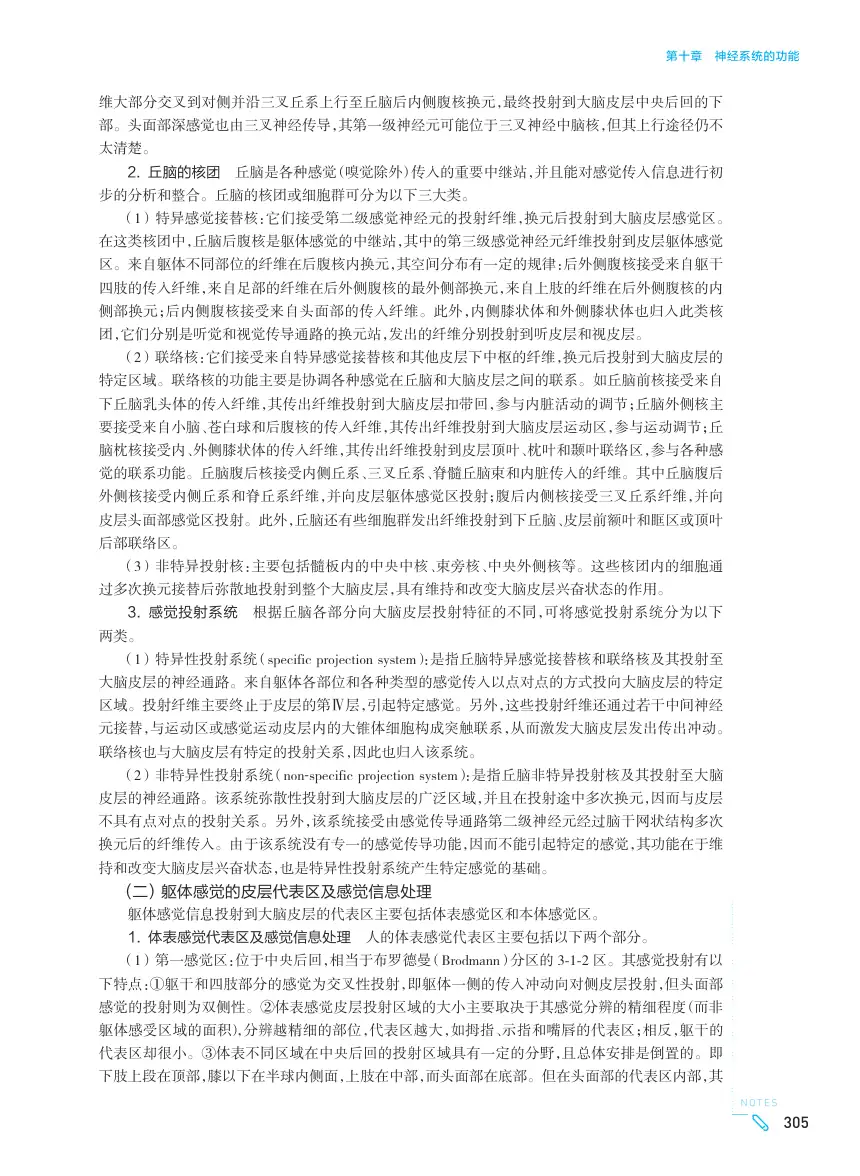 第十章　神经系统的功能
维大部分交叉到对侧并沿三叉丘系上行至丘脑后内侧腹核换元,最终投射到大脑皮层中央后回的下
部。头面部深感觉也由三叉神经传导,其第一级神经元可能位于三叉神经中脑核,但其上行途径仍不
太清楚。
2. 丘脑的核团　丘脑是各种感觉(嗅觉除外)传入的重要中继站,并且能对感觉传入信息进行初
步的分析和整合。丘脑的核团或细胞群可分为以下三大类。
(1)特异感觉接替核:它们接受第二级感觉神经元的投射纤维,换元后投射到大脑皮层感觉区。
在这类核团中,丘脑后腹核是躯体感觉的中继站,其中的第三级感觉神经元纤维投射到皮层躯体感觉
区。来自躯体不同部位的纤维在后腹核内换元,其空间分布有一定的规律:后外侧腹核接受来自躯干
四肢的传入纤维,来自足部的纤维在后外侧腹核的最外侧部换元,来自上肢的纤维在后外侧腹核的内
侧部换元;后内侧腹核接受来自头面部的传入纤维。此外,内侧膝状体和外侧膝状体也归入此类核
团,它们分别是听觉和视觉传导通路的换元站,发出的纤维分别投射到听皮层和视皮层。
(2)联络核:它们接受来自特异感觉接替核和其他皮层下中枢的纤维,换元后投射到大脑皮层的
特定区域。联络核的功能主要是协调各种感觉在丘脑和大脑皮层之间的联系。如丘脑前核接受来自
下丘脑乳头体的传入纤维,其传出纤维投射到大脑皮层扣带回,参与内脏活动的调节;丘脑外侧核主
要接受来自小脑、苍白球和后腹核的传入纤维,其传出纤维投射到大脑皮层运动区,参与运动调节;丘
脑枕核接受内、外侧膝状体的传入纤维,其传出纤维投射到皮层顶叶、枕叶和颞叶联络区,参与各种感
觉的联系功能。丘脑腹后核接受内侧丘系、三叉丘系、脊髓丘脑束和内脏传入的纤维。其中丘脑腹后
外侧核接受内侧丘系和脊丘系纤维,并向皮层躯体感觉区投射;腹后内侧核接受三叉丘系纤维,并向
皮层头面部感觉区投射。此外,丘脑还有些细胞群发出纤维投射到下丘脑、皮层前额叶和眶区或顶叶
后部联络区。
(3)非特异投射核:主要包括髓板内的中央中核、束旁核、中央外侧核等。这些核团内的细胞通
过多次换元接替后弥散地投射到整个大脑皮层,具有维持和改变大脑皮层兴奋状态的作用。
3. 感觉投射系统　根据丘脑各部分向大脑皮层投射特征的不同,可将感觉投射系统分为以下
两类。
(1)特异性投射系统(specific projection system):是指丘脑特异感觉接替核和联络核及其投射至
大脑皮层的神经通路。来自躯体各部位和各种类型的感觉传入以点对点的方式投向大脑皮层的特定
区域。投射纤维主要终止于皮层的第Ⅳ层,引起特定感觉。另外,这些投射纤维还通过若干中间神经
元接替,与运动区或感觉运动皮层内的大锥体细胞构成突触联系,从而激发大脑皮层发出传出冲动。
联络核也与大脑皮层有特定的投射关系,因此也归入该系统。
(2)非特异性投射系统(non-specific projection system):是指丘脑非特异投射核及其投射至大脑
皮层的神经通路。该系统弥散性投射到大脑皮层的广泛区域,并且在投射途中多次换元,因而与皮层
不具有点对点的投射关系。另外,该系统接受由感觉传导通路第二级神经元经过脑干网状结构多次
换元后的纤维传入。由于该系统没有专一的感觉传导功能,因而不能引起特定的感觉,其功能在于维
持和改变大脑皮层兴奋状态,也是特异性投射系统产生特定感觉的基础。
(二)躯体感觉的皮层代表区及感觉信息处理
躯体感觉信息投射到大脑皮层的代表区主要包括体表感觉区和本体感觉区。
1. 体表感觉代表区及感觉信息处理　人的体表感觉代表区主要包括以下两个部分。
(1)第一感觉区:位于中央后回,相当于布罗德曼(Brodmann)分区的 3-1-2 区。其感觉投射有以
下特点:①躯干和四肢部分的感觉为交叉性投射,即躯体一侧的传入冲动向对侧皮层投射,但头面部
感觉的投射则为双侧性。②体表感觉皮层投射区域的大小主要取决于其感觉分辨的精细程度(而非
躯体感受区域的面积),分辨越精细的部位,代表区越大,如拇指、示指和嘴唇的代表区;相反,躯干的
代表区却很小。③体表不同区域在中央后回的投射区域具有一定的分野,且总体安排是倒置的。即
下肢上段在顶部,膝以下在半球内侧面,上肢在中部,而头面部在底部。但在头面部的代表区内部,其
NOTES
305